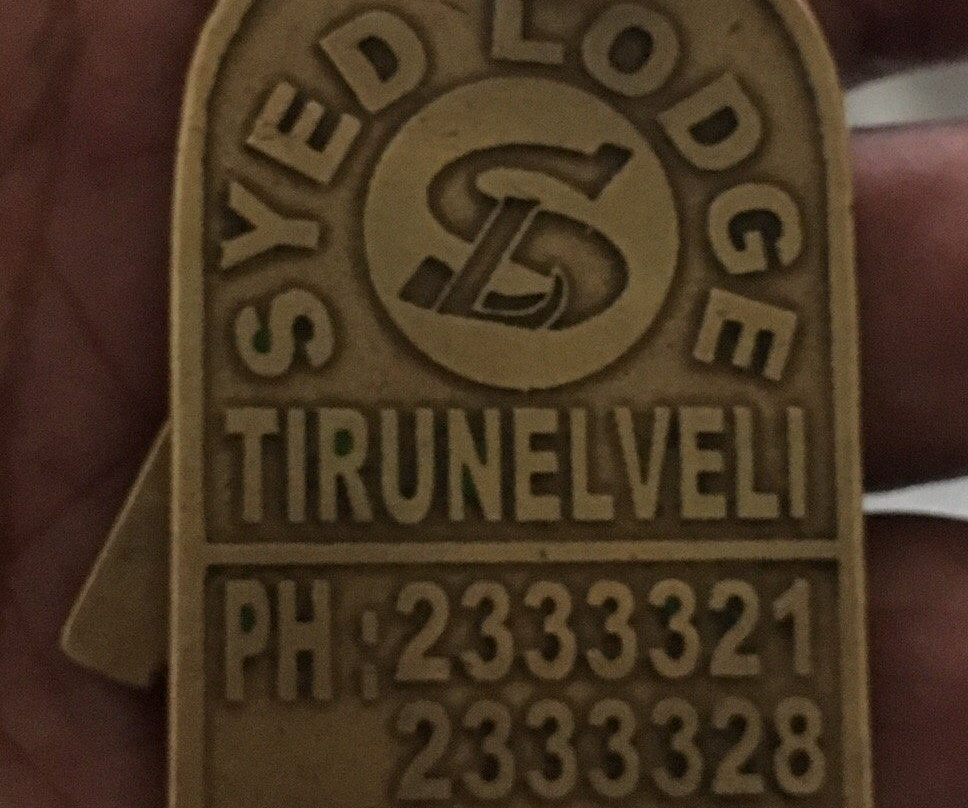 SYED LODGE
SL
TIRUNELVELI
PH : 2333321
2333328